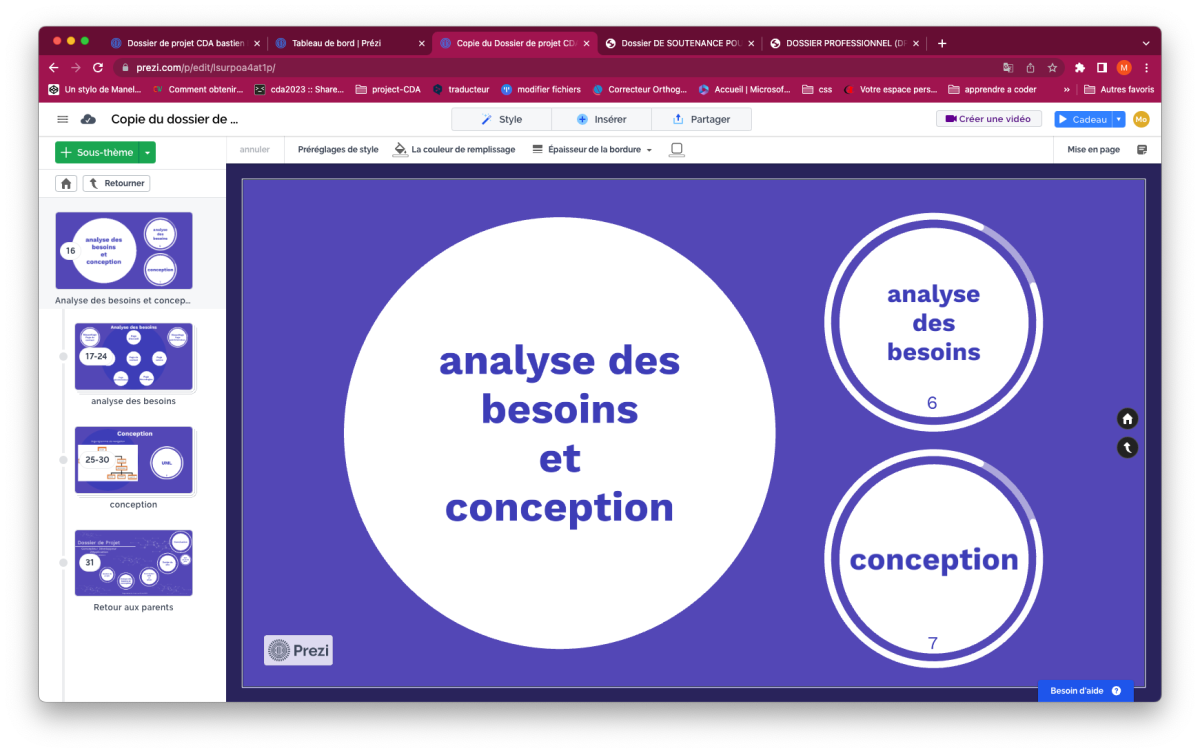 Dossier de projet CDA bastien
Tableau de bord | Prézi
Copie du Dossier de projet CD
Dossier DE SOUTENANCE POU
DOSSIER PROFESSIONNEL (D
prezi.com/p/edit/lsurpoa4at1p/
M
Un stylo de Manel...
Comment obtenir...
cda2023 :: Share...
project-CDA
traducteur
modifier fichiers
Correcteur Orthog...
Accueil | Microsof...
css
Votre espace pers...
apprendre a coder
»
Autres favoris
Copie du dossier de ...
Style
Insérer
Partager
Créer une vidéo
Cadeau
Mo
+ Sous-thème
annuler
Préréglages de style
La couleur de remplissage
Épaisseur de la bordure
Mise en page
Retourner
16
analyse des
besoins
et
conception
analyse
des
besoins
conception
Analyse des besoins et concep...
Analyse des besoins
17-24
analyse des besoins
Conception
25-30
UML
conception
Dossier de Projet
31
Retour aux parents
analyse des
besoins
et
conception
analyse
des
besoins
6
conception
7
Prezi
Besoin d'aide ?